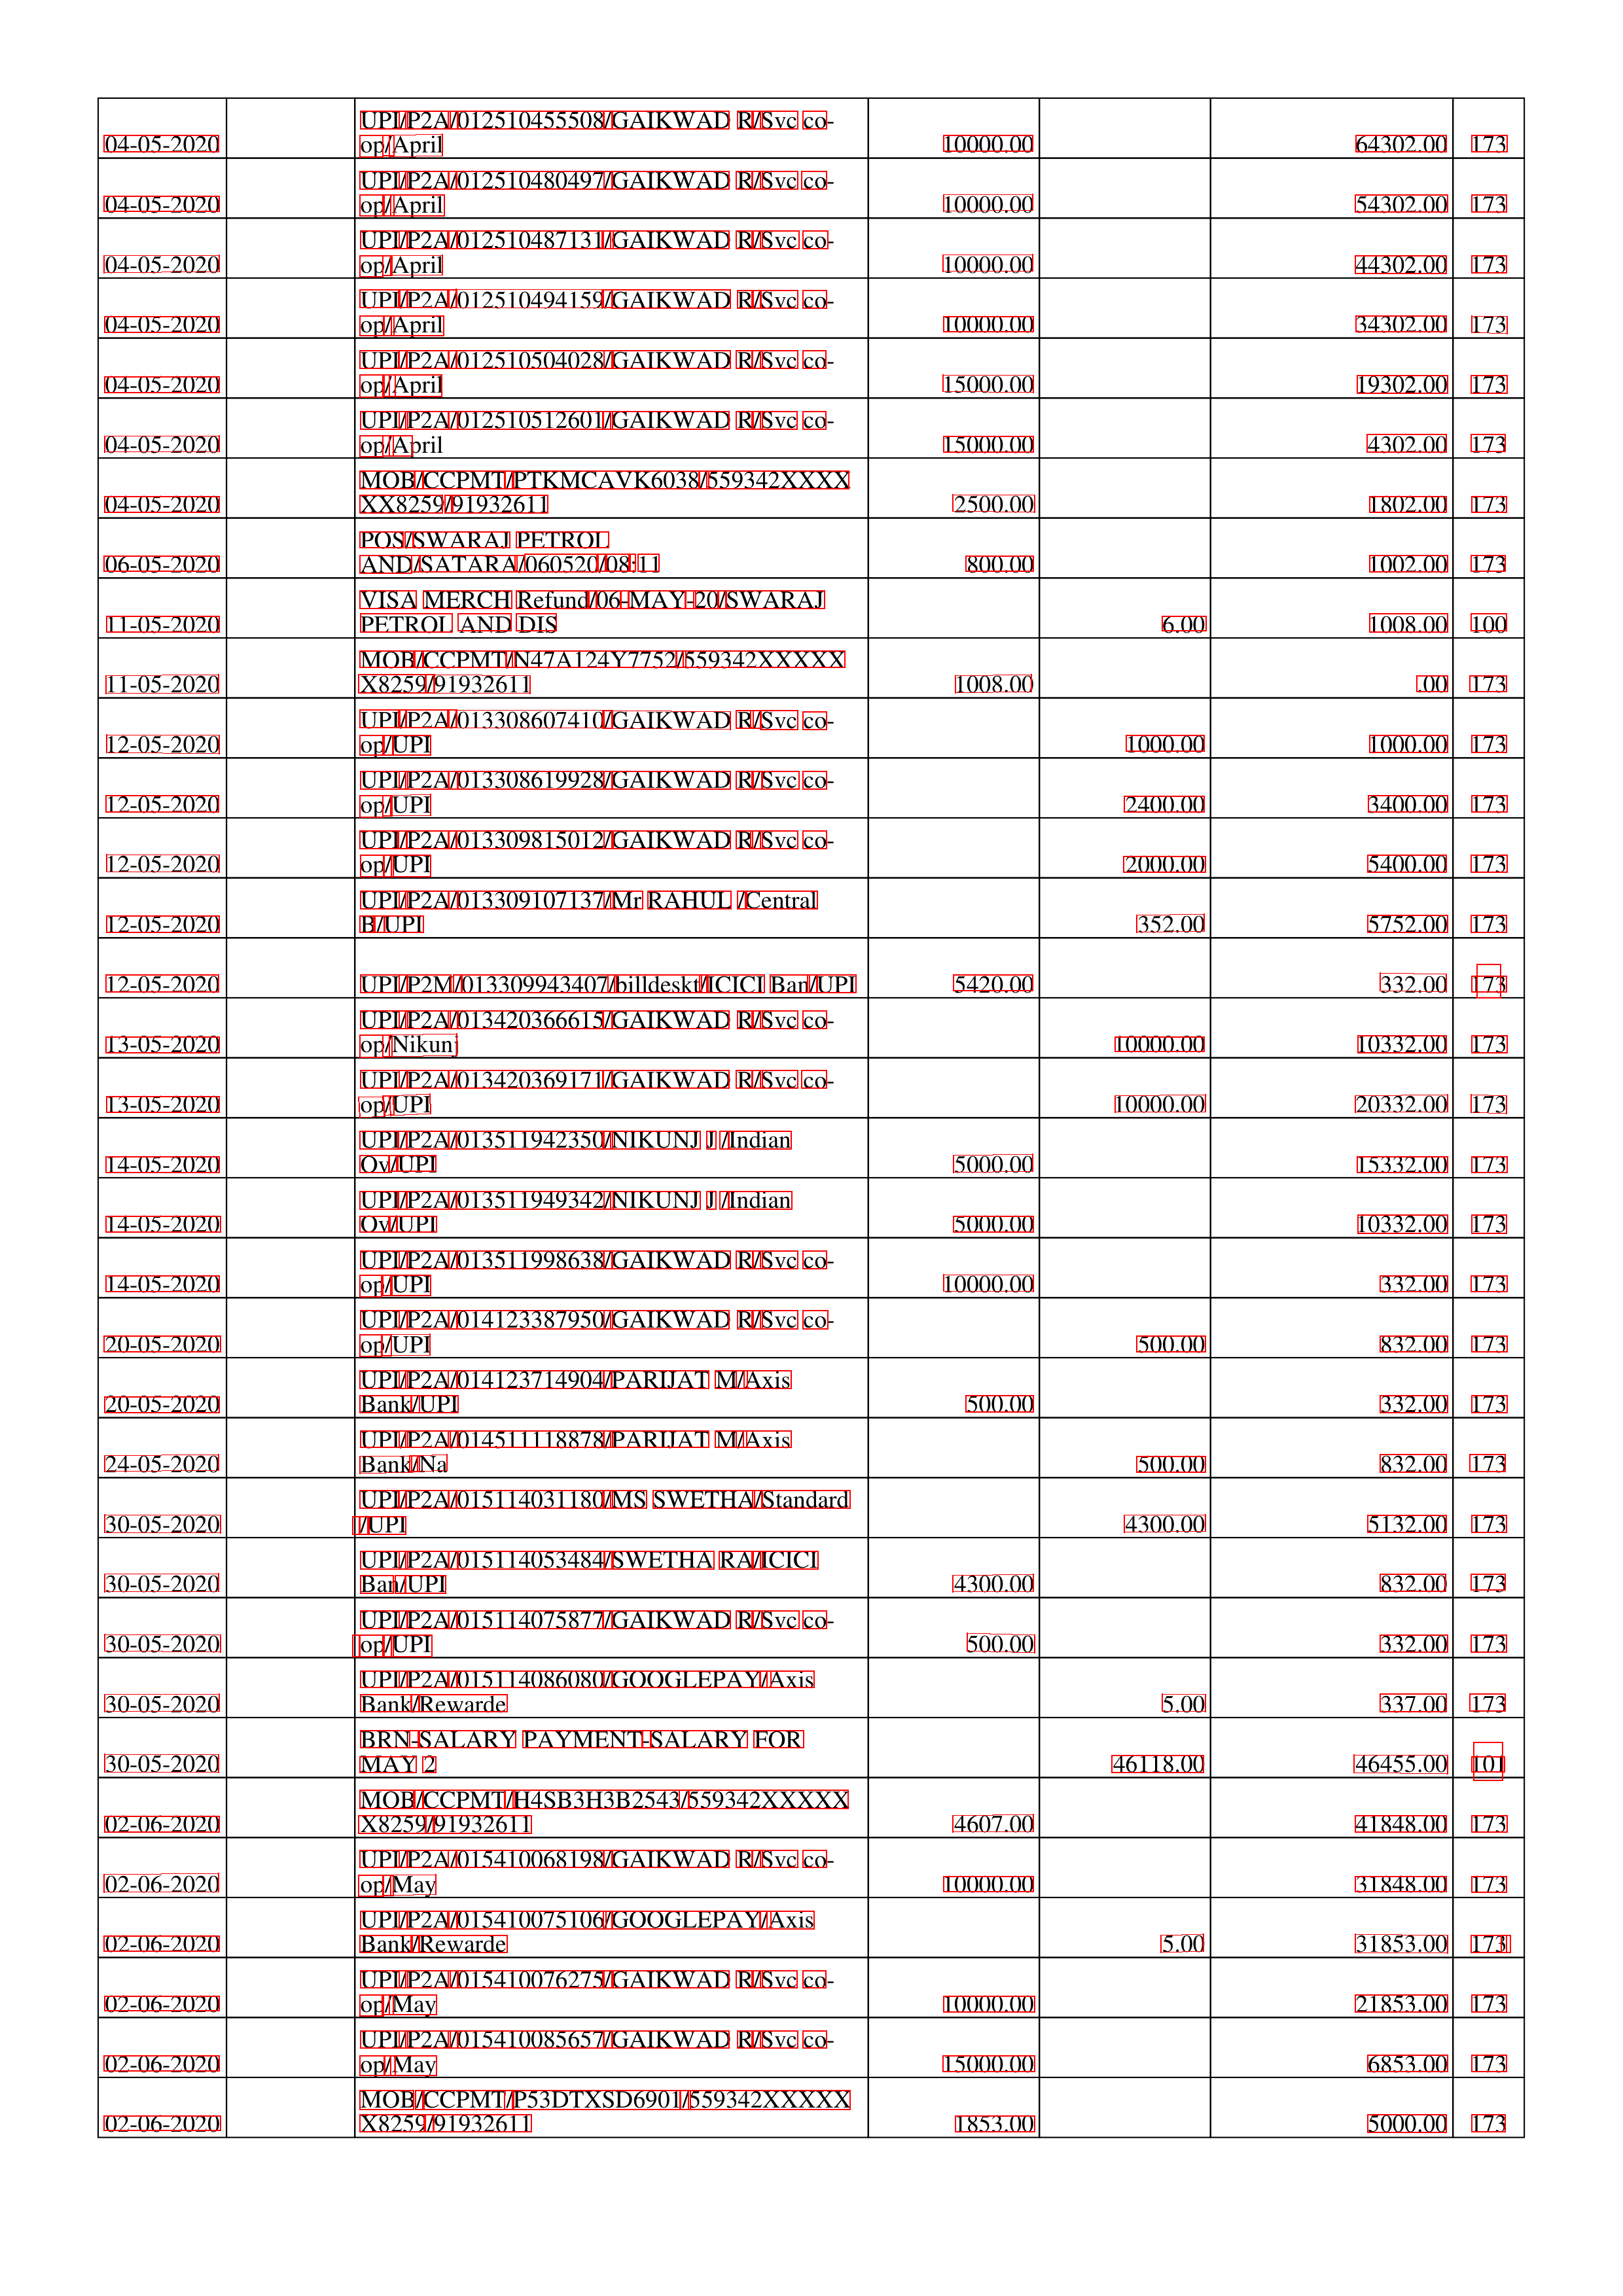 UPI/P2A/012510455508/GAIKWAD R/Svc co-
04-05-2020 op/April 10000.00 64302.00 173
UPI/P2A/012510480497/GAIKWAD R/Svc co-
04-05-2020 op/April 10000.00 54302.00 173
UPI/P2A/012510487131/GAIKWAD R/Svc co-
04-05-2020 op/April 10000.00 44302.00 173
UPI/P2A/012510494159/GAIKWAD R/Svc co-
04-05-2020 op/April 10000.00 34302.00 173
UPI/P2A/012510504028/GAIKWAD R/Svc co-
04-05-2020 op/April 15000.00 19302.00 173
UPI/P2A/012510512601/GAIKWAD R/Svc co-
04-05-2020 op/April 15000.00 4302.00 173
MOB/CCPMT/PTKMCAVK6038/559342XXXX
04-05-2020 XX8259/91932611 2500.00 1802.00 173
POS/SWARAJ PETROL
06-05-2020 AND/SATARA/060520/08:11 800.00 1002.00 173
VISA MERCH Refund/06-MAY-20/SWARAJ
11-05-2020 PETROL AND DIS 6.00 1008.00 100
MOB/CCPMT/N47A124Y7752/559342XXXXX
11-05-2020 X8259/91932611 1008.00 .00 173
UPI/P2A/013308607410/GAIKWAD R/Svc co-
12-05-2020 op/UPI 1000.00 1000.00 173
UPI/P2A/013308619928/GAIKWAD R/Svc co-
12-05-2020 op/UPI 2400.00 3400.00 173
UPI/P2A/013309815012/GAIKWAD R/Svc co-
12-05-2020 op/UPI 2000.00 5400.00 173
UPI/P2A/013309107137/Mr RAHUL /Central
12-05-2020 B/UPI 352.00 5752.00 173
12-05-2020 UPI/P2M/013309943407/billdeskt/ICICI Ban/UPI 5420.00 332.00 173
UPI/P2A/013420366615/GAIKWAD R/Svc co-
13-05-2020 op/Nikunj 10000.00 10332.00 173
UPI/P2A/013420369171/GAIKWAD R/Svc co-
13-05-2020 op/UPI 10000.00 20332.00 173
UPI/P2A/013511942350/NIKUNJ J /Indian
14-05-2020 Ov/UPI 5000.00 15332.00 173
UPI/P2A/013511949342/NIKUNJ J /Indian
14-05-2020 Ov/UPI 5000.00 10332.00 173
UPI/P2A/013511998638/GAIKWAD R/Svc co-
14-05-2020 op/UPI 10000.00 332.00 173
UPI/P2A/014123387950/GAIKWAD R/Svc co-
20-05-2020 op/UPI 500.00 832.00 173
UPI/P2A/014123714904/PARIJAT M/Axis
20-05-2020 Bank/UPI 500.00 332.00 173
UPI/P2A/014511118878/PARIJAT M/Axis
24-05-2020 Bank/Na 500.00 832.00 173
UPI/P2A/015114031180/MS SWETHA/Standard
30-05-2020 /UPI 4300.00 5132.00 173
UPI/P2A/015114053484/SWETHA RA/ICICI
30-05-2020 Ban/UPI 4300.00 832.00 173
UPI/P2A/015114075877/GAIKWAD R/Svc co-
30-05-2020 op/UPI 500.00 332.00 173
UPI/P2A/015114086080/GOOGLEPAY/Axis
30-05-2020 Bank/Rewarde 5.00 337.00 173
BRN-SALARY PAYMENT-SALARY FOR
30-05-2020 MAY 2 46118.00 46455.00 101
MOB/CCPMT/H4SB3H3B2543/559342XXXXX
02-06-2020 X8259/91932611 4607.00 41848.00 173
UPI/P2A/015410068198/GAIKWAD R/Svc co-
02-06-2020 op/May 10000.00 31848.00 173
UPI/P2A/015410075106/GOOGLEPAY/Axis
02-06-2020 Bank/Rewarde 5.00 31853.00 173
UPI/P2A/015410076275/GAIKWAD R/Svc co-
02-06-2020 op/May 10000.00 21853.00 173
UPI/P2A/015410085657/GAIKWAD R/Svc co-
02-06-2020 op/May 15000.00 6853.00 173
MOB/CCPMT/P53DTXSD6901/559342XXXXX
02-06-2020 X8259/91932611 1853.00 5000.00 173